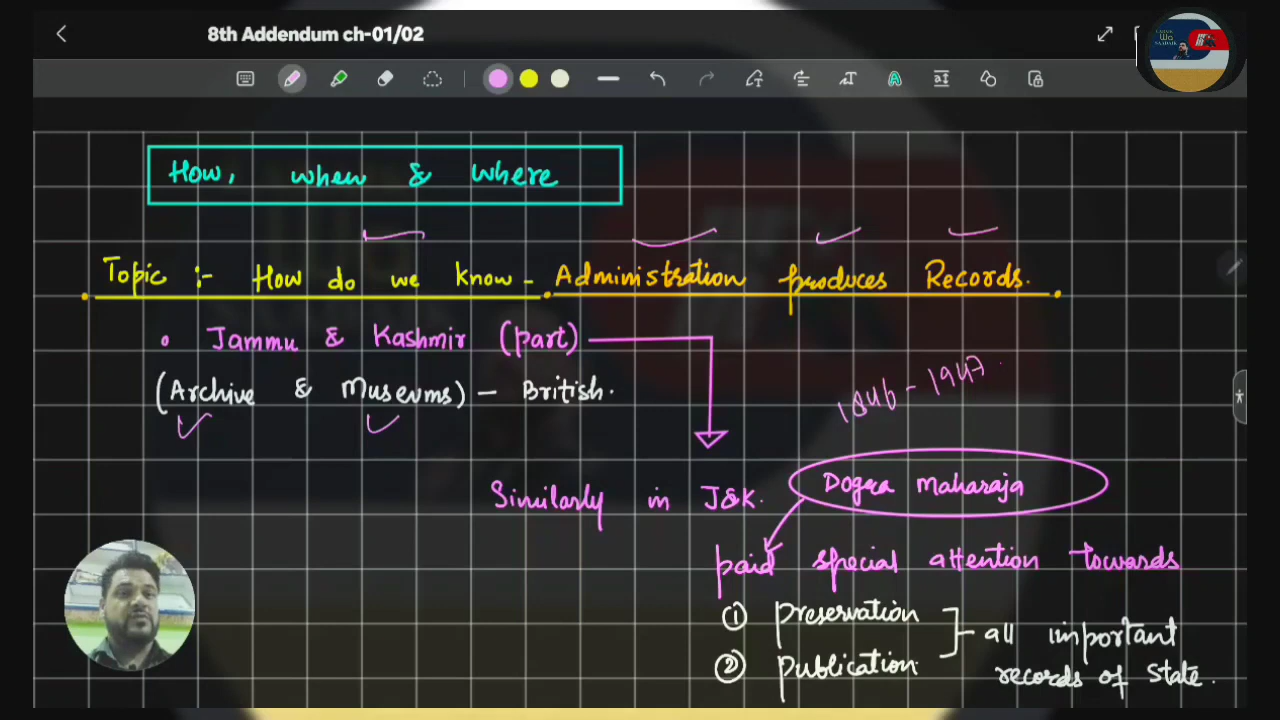 8th Addendum ch-01/02
How, when & where
Topic :- How do we know - Administration produces Records.
• Jammu & Kashmir (part)
(Archive & Museums) - British.
1846 - 1947
Similarly in J&K. Dogra Maharaja
paid special attention towards
① preservation
② publication
all important
records of state.